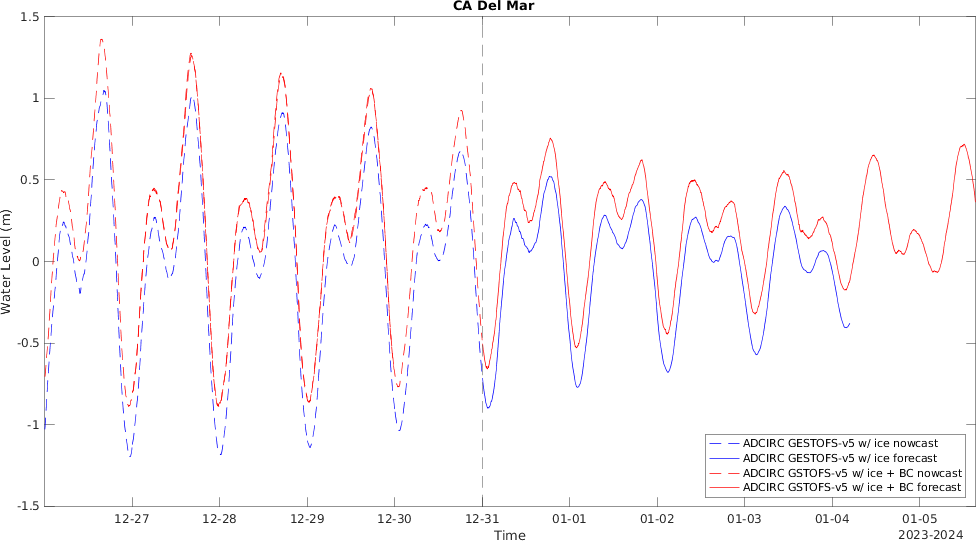 CA Del Mar
1.5
1
0.5
0
-0.5
-1
-1.5
Water Level (m)
12-27 12-28 12-29 12-30 12-31 01-01 01-02 01-03 01-04 01-05
Time
2023-2024
ADCIRC GESTOFS-v5 w/ ice nowcast
ADCIRC GESTOFS-v5 w/ ice forecast
ADCIRC GSTOFS-v5 w/ ice + BC nowcast
ADCIRC GSTOFS-v5 w/ ice + BC forecast